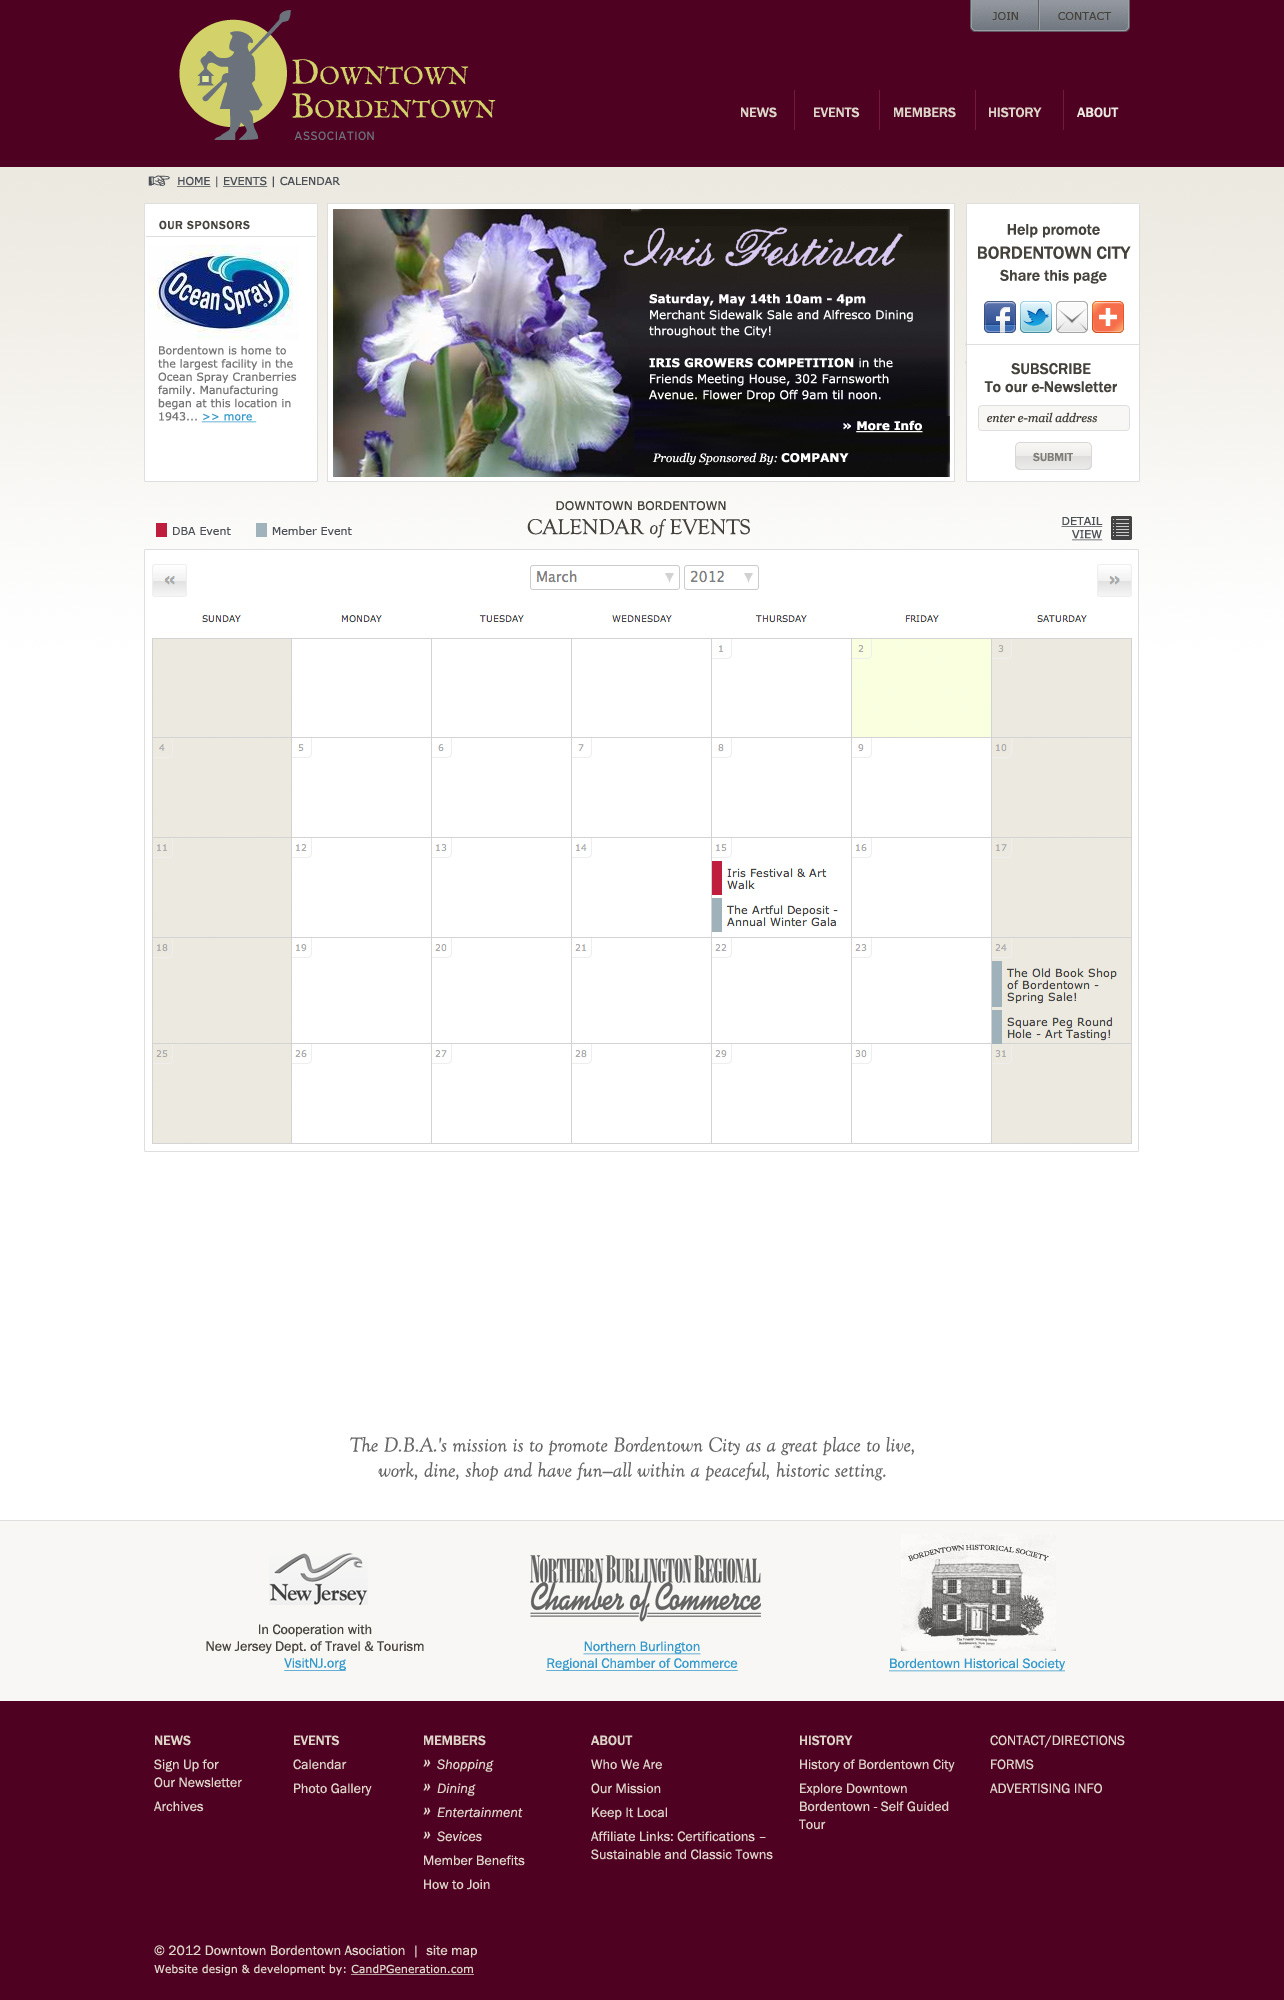 JOIN
CONTACT
DOWNTOWN
BORDENTOWN
ASSOCIATION
NEWS
EVENTS
MEMBERS
HISTORY
ABOUT
HOME | EVENTS | CALENDAR
OUR SPONSORS
Ocean Spray
Bordentown is home to
the largest facility in the
Ocean Spray Cranberries
family. Manufacturing
began at this location in
1943... >> more
Iris Festival
Saturday, May 14th 10am - 4pm
Merchant Sidewalk Sale and Alfresco Dining
throughout the City!
IRIS GROWERS COMPETITION in the
Friends Meeting House, 302 Farnsworth
Avenue. Flower Drop Off 9am til noon.
» More Info
Proudly Sponsored By: COMPANY
Help promote
BORDENTOWN CITY
Share this page
SUBSCRIBE
To our e-Newsletter
enter e-mail address
SUBMIT
DBA Event
Member Event
DOWNTOWN BORDENTOWN
CALENDAR of EVENTS
DETAIL
VIEW
«
March
2012
»
SUNDAY
MONDAY
TUESDAY
WEDNESDAY
THURSDAY
FRIDAY
SATURDAY
1
2
3
4
5
6
7
8
9
10
11
12
13
14
15
Iris Festival & Art
Walk
The Artful Deposit -
Annual Winter Gala
16
17
18
19
20
21
22
23
24
The Old Book Shop
of Bordentown -
Spring Sale!
Square Peg Round
Hole - Art Tasting!
25
26
27
28
29
30
31
The D.B.A.'s mission is to promote Bordentown City as a great place to live,
work, dine, shop and have fun–all within a peaceful, historic setting.
New Jersey
In Cooperation with
New Jersey Dept. of Travel & Tourism
VisitNJ.org
NORTHERN BURLINGTON REGIONAL
Chamber of Commerce
Northern Burlington
Regional Chamber of Commerce
BORDENTOWN HISTORICAL SOCIETY
Bordentown Historical Society
NEWS
Sign Up for
Our Newsletter
Archives
EVENTS
Calendar
Photo Gallery
MEMBERS
» Shopping
» Dining
» Entertainment
» Sevices
Member Benefits
How to Join
ABOUT
Who We Are
Our Mission
Keep It Local
Affiliate Links: Certifications –
Sustainable and Classic Towns
HISTORY
History of Bordentown City
Explore Downtown
Bordentown - Self Guided
Tour
CONTACT/DIRECTIONS
FORMS
ADVERTISING INFO
© 2012 Downtown Bordentown Asociation | site map
Website design & development by: CandPGeneration.com